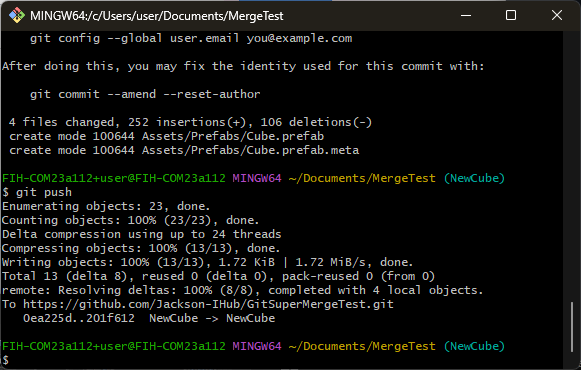 MINGW64:/c/Users/user/Documents/MergeTest
git config --global user.email you@example.com
After doing this, you may fix the identity used for this commit with:
git commit --amend --reset-author
4 files changed, 252 insertions(+), 106 deletions(-)
create mode 100644 Assets/Prefabs/Cube.prefab
create mode 100644 Assets/Prefabs/Cube.prefab.meta
FIH-COM23a112+user@FIH-COM23a112 MINGW64 ~/Documents/MergeTest (NewCube)
$ git push
Enumerating objects: 23, done.
Counting objects: 100% (23/23), done.
Delta compression using up to 24 threads
Compressing objects: 100% (13/13), done.
Writing objects: 100% (13/13), 1.72 KiB | 1.72 MiB/s, done.
Total 13 (delta 8), reused 0 (delta 0), pack-reused 0 (from 0)
remote: Resolving deltas: 100% (8/8), completed with 4 local objects.
To https://github.com/Jackson-IHub/GitSuperMergeTest.git
0ea225d..201f612  NewCube -> NewCube
FIH-COM23a112+user@FIH-COM23a112 MINGW64 ~/Documents/MergeTest (NewCube)
$